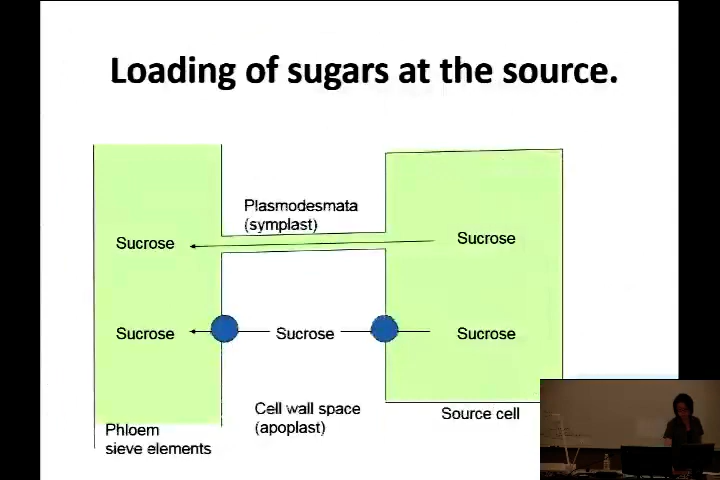 Loading of sugars at the source.
Plasmodesmata
(symplast)
Sucrose
Sucrose
Sucrose
Sucrose
Sucrose
Cell wall space
(apoplast)
Source cell
Phloem
sieve elements